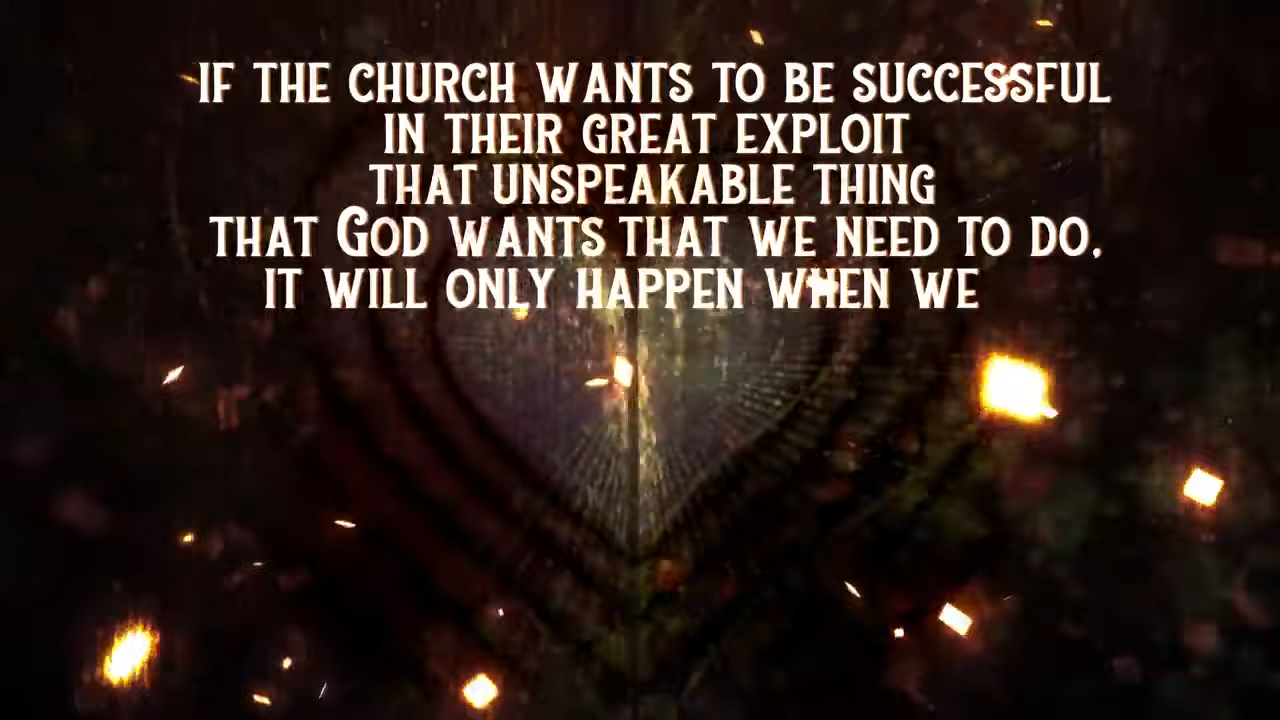 IF THE CHURCH WANTS TO BE SUCCESSFUL
IN THEIR GREAT EXPLOIT
THAT UNSPEAKABLE THING
THAT GOD WANTS THAT WE NEED TO DO,
IT WILL ONLY HAPPEN WHEN WE